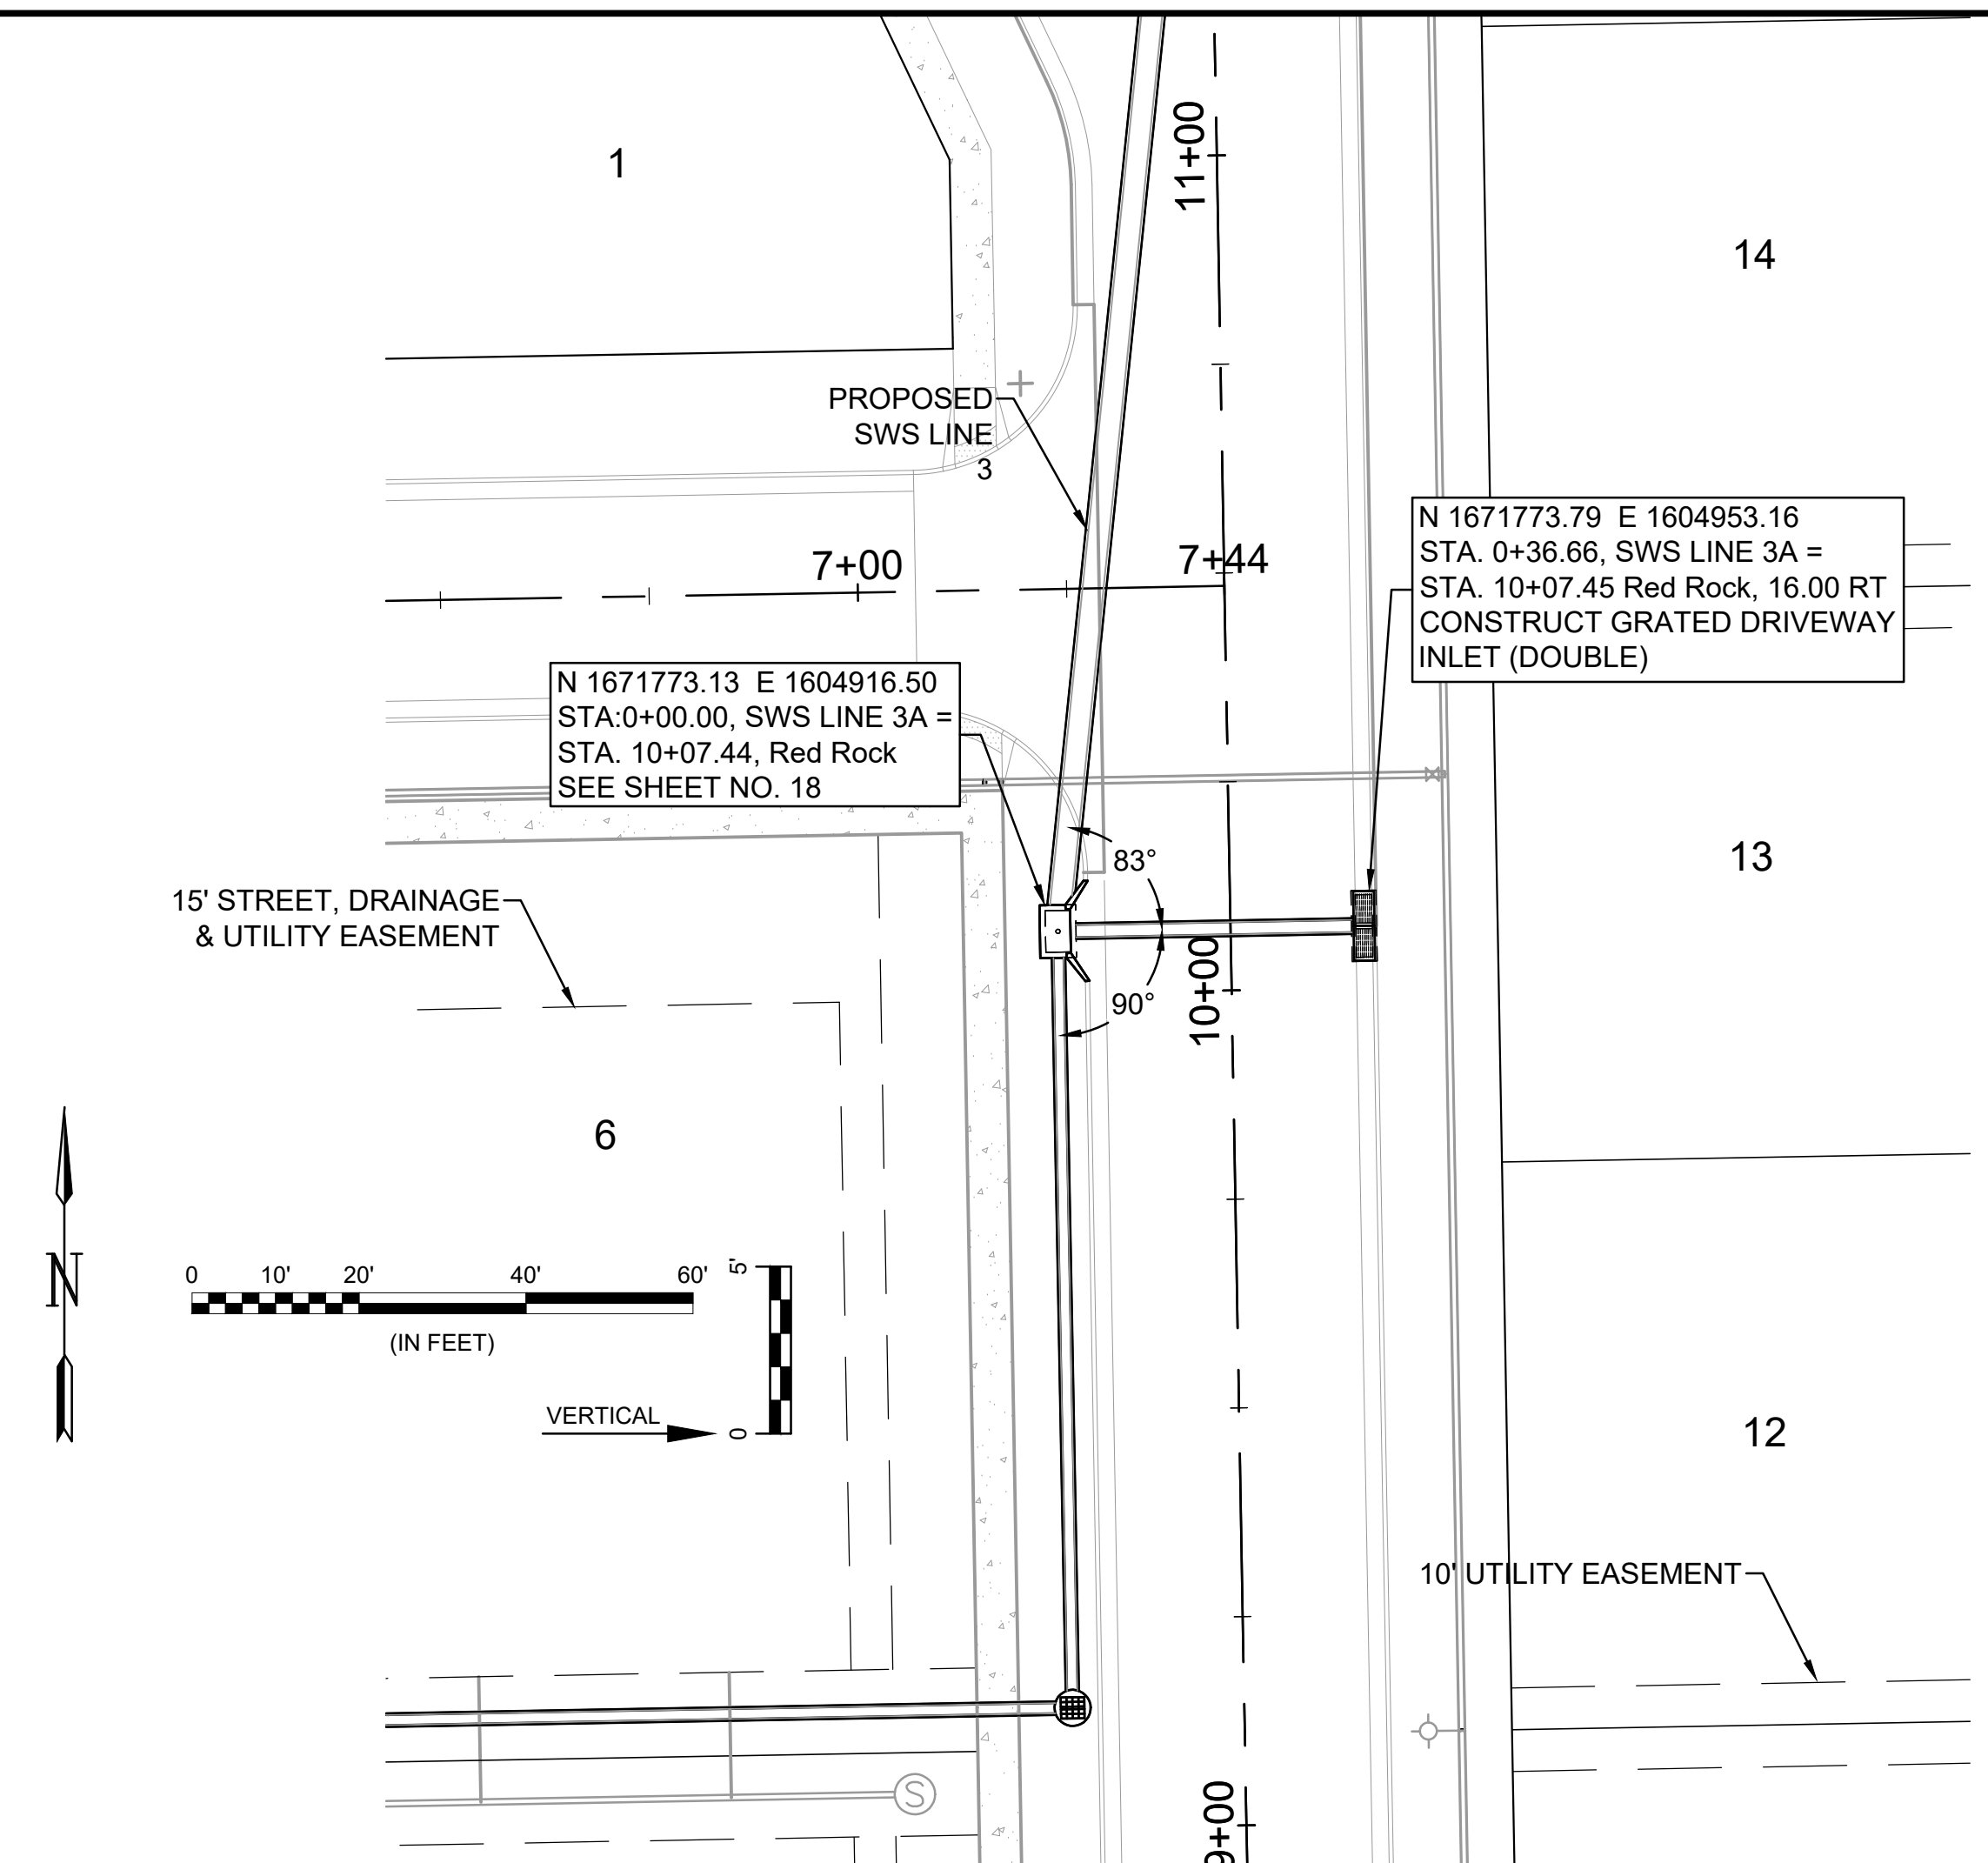 11+00
1
14
PROPOSED
SWS LINE
3
7+00
7+44
N 1671773.79  E 1604953.16
STA. 0+36.66, SWS LINE 3A =
STA. 10+07.45 Red Rock, 16.00 RT
CONSTRUCT GRATED DRIVEWAY
INLET (DOUBLE)
N 1671773.13  E 1604916.50
STA:0+00.00, SWS LINE 3A =
STA. 10+07.44, Red Rock
SEE SHEET NO. 18
83°
13
15' STREET, DRAINAGE
& UTILITY EASEMENT
10+00
90°
6
N
0 10' 20' 40' 60'
(IN FEET)
5'
VERTICAL
0
12
10' UTILITY EASEMENT
S
9+00